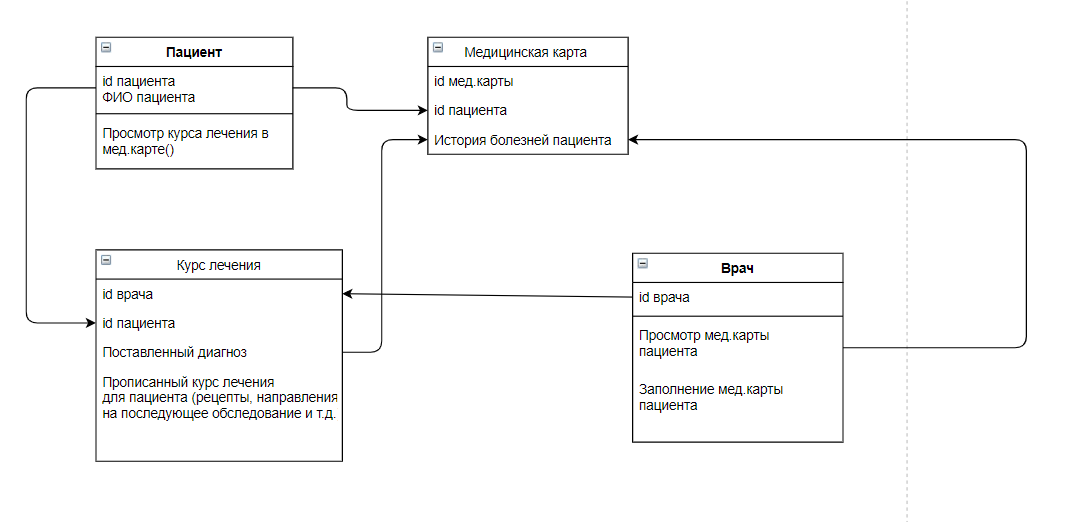 Пациент
id пациента
ФИО пациента
Просмотр курса лечения в
мед.карте()
Медицинская карта
id мед.карты
id пациента
История болезней пациента
Курс лечения
id врача
id пациента
Поставленный диагноз
Прописанный курс лечения
для пациента (рецепты, направления
на последующее обследование и т.д.
Врач
id врача
Просмотр мед.карты
пациента
Заполнение мед.карты
пациента